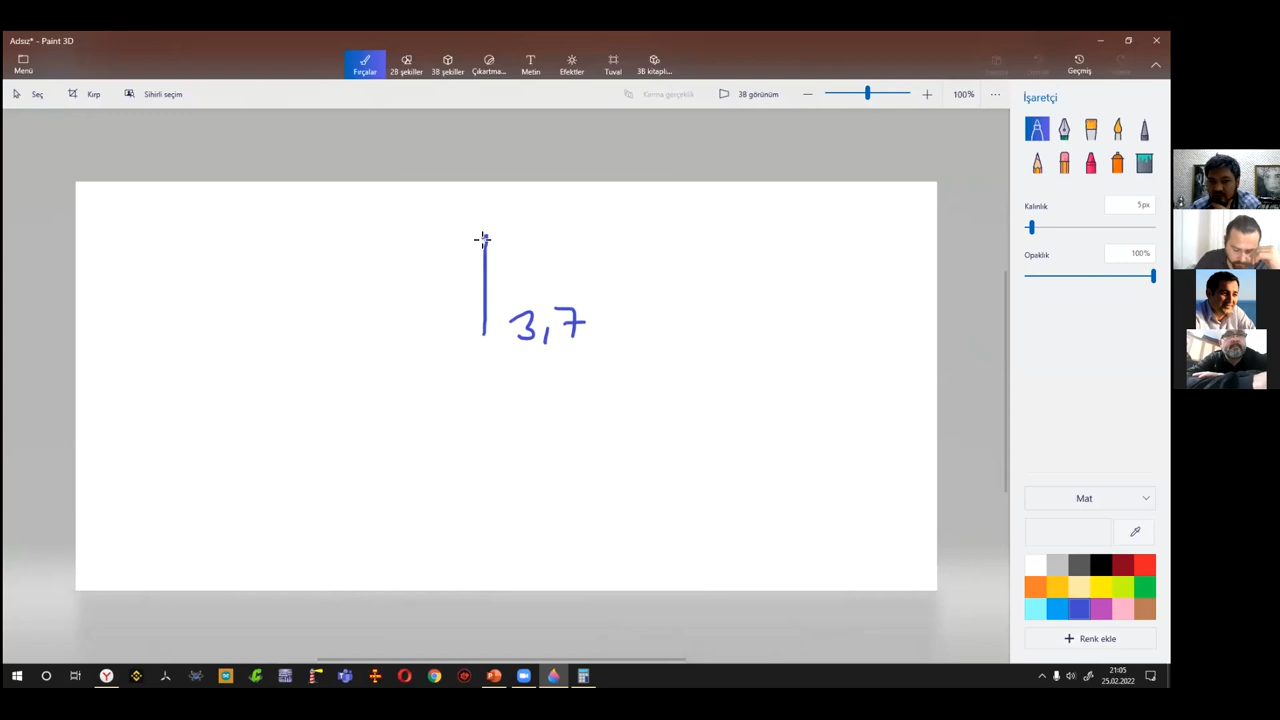 Adsız* - Paint 3D
Menü
Fırçalar
2B şekiller
3B şekiller
Çıkartma...
Metin
Efektler
Tuval
3B kitaplı...
Geçmiş
Seç
Kırp
Sihirli seçim
Karma gerçeklik
3B görünüm
100%
İşaretçi
Kalınlık
5px
Opaklık
100%
3,7
Mat
Renk ekle
21:05
25.02.2022